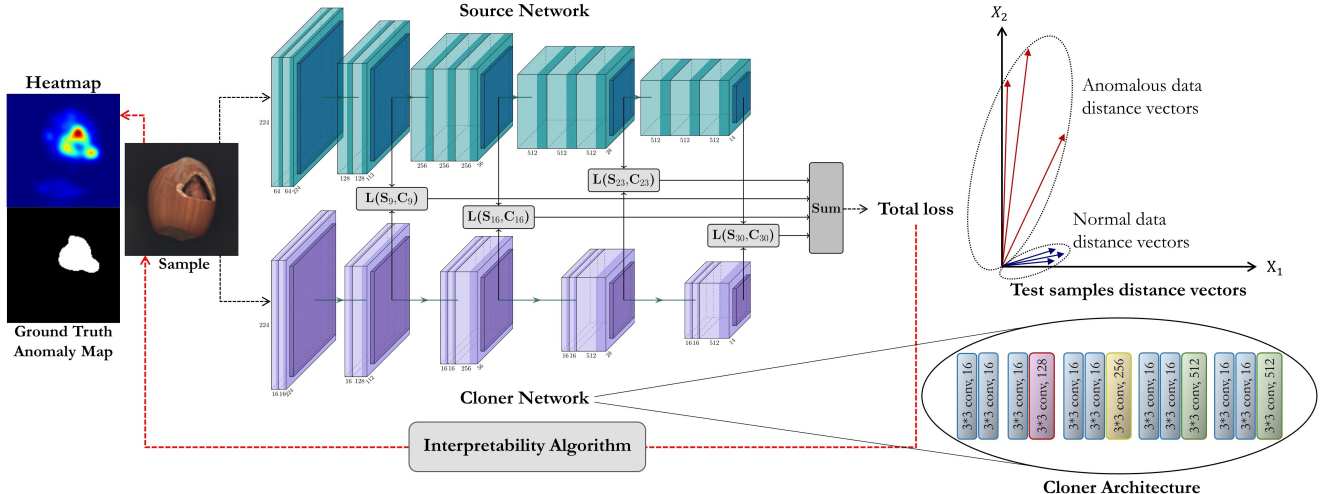 Source Network
Heatmap
Sample
Ground Truth
Anomaly Map
224
64
64
224
128
128
112
256
256
256
56
512
512
512
28
512
512
512
14
L(S9,C9)
L(S16,C16)
L(S23,C23)
L(S30,C30)
Sum
Total loss
224
16
16
224
16
128
112
16
16
256
56
16
16
512
28
16
16
512
14
Cloner Network
Interpretability Algorithm
X2
Anomalous data
distance vectors
Normal data
distance vectors
X1
Test samples distance vectors
3*3 conv, 16
3*3 conv, 16
3*3 conv, 16
3*3 conv, 128
3*3 conv, 16
3*3 conv, 16
3*3 conv, 256
3*3 conv, 16
3*3 conv, 16
3*3 conv, 512
3*3 conv, 16
3*3 conv, 16
3*3 conv, 512
Cloner Architecture